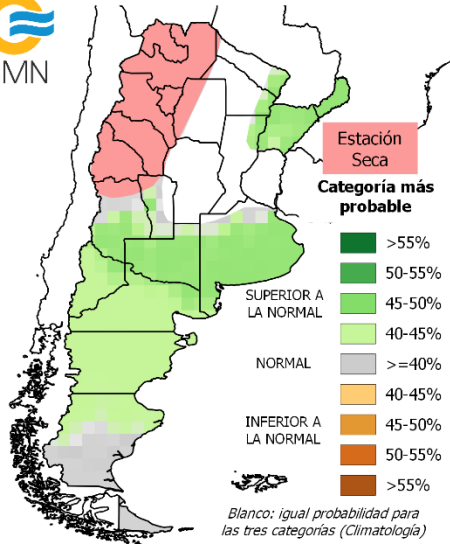 MN
Estación
Seca
Categoría más
probable
>55%
50-55%
SUPERIOR A
LA NORMAL
45-50%
40-45%
NORMAL
>=40%
40-45%
INFERIOR A
LA NORMAL
45-50%
50-55%
>55%
Blanco: igual probabilidad para
las tres categorías (Climatología)